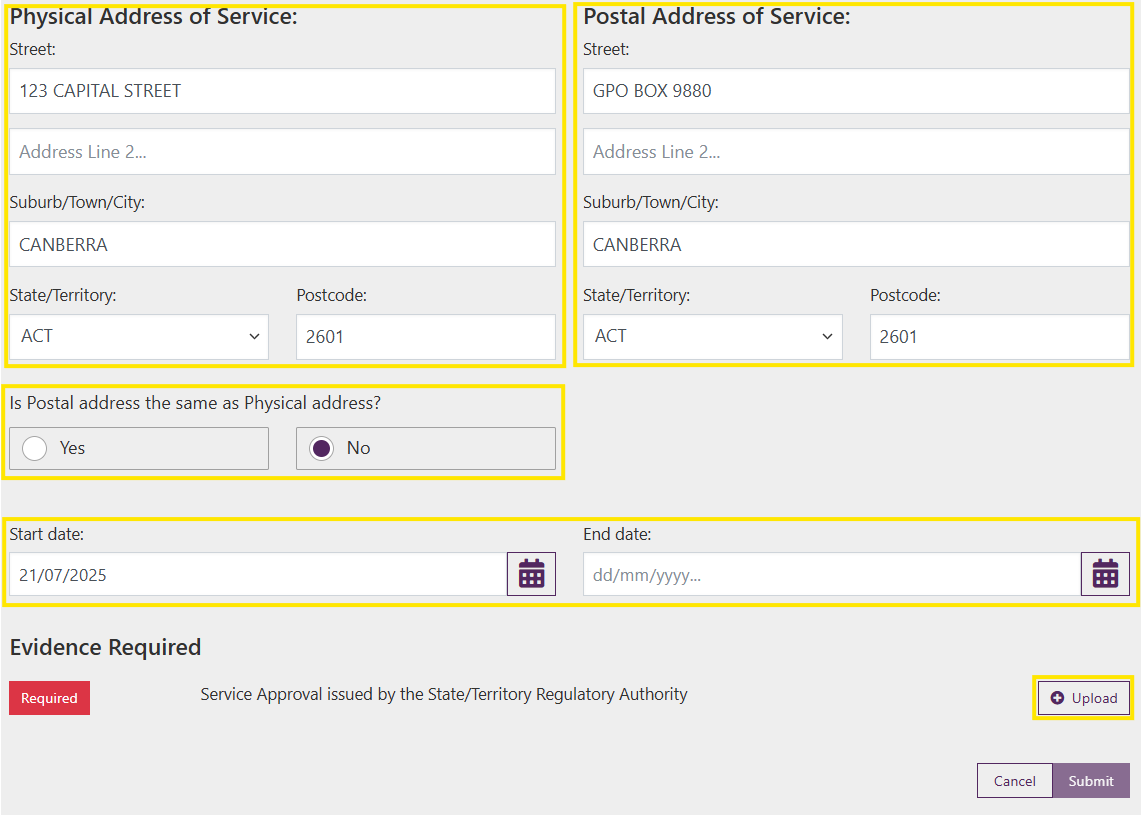 Physical Address of Service:
Street:
123 CAPITAL STREET
Address Line 2...
Suburb/Town/City:
CANBERRA
State/Territory:
Postcode:
ACT
2601
Postal Address of Service:
Street:
GPO BOX 9880
Address Line 2...
Suburb/Town/City:
CANBERRA
State/Territory:
Postcode:
ACT
2601
Is Postal address the same as Physical address?
Yes
No
Start date:
21/07/2025
End date:
dd/mm/yyyy...
Evidence Required
Required
Service Approval issued by the State/Territory Regulatory Authority
Upload
Cancel
Submit